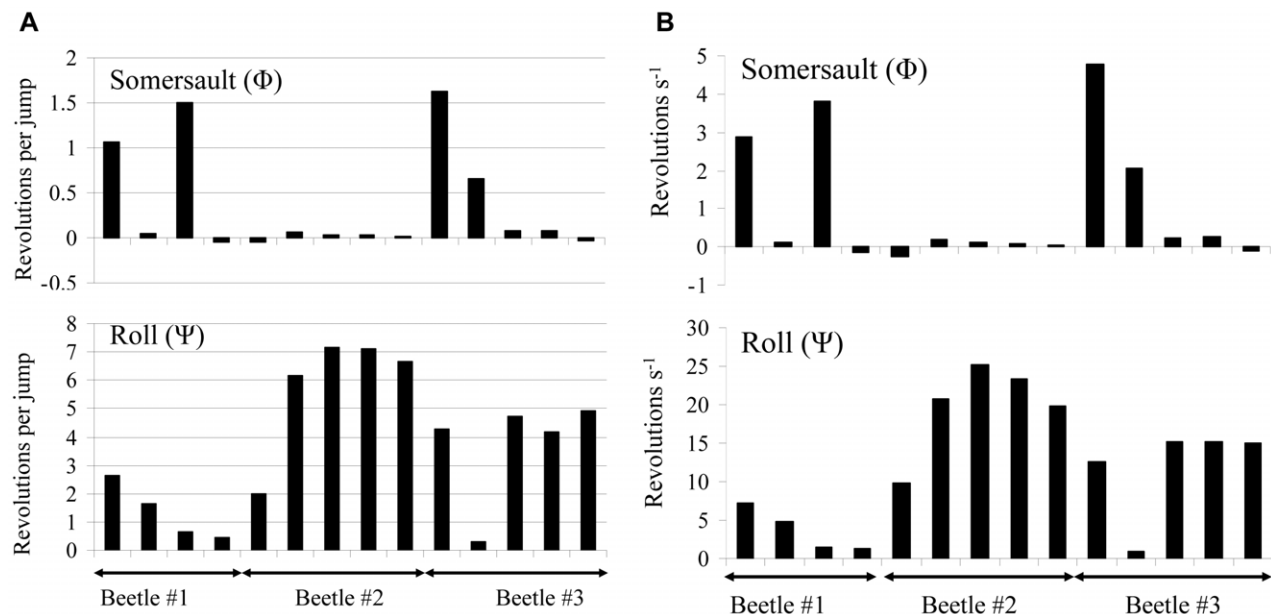 A
Somersault (Φ)
Revolutions per jump
2
1.5
1
0.5
0
-0.5
Roll (Ψ)
Revolutions per jump
8
7
6
5
4
3
2
1
0
Beetle #1 Beetle #2 Beetle #3
B
Somersault (Φ)
Revolutions s⁻¹
5
4
3
2
1
0
-1
Roll (Ψ)
Revolutions s⁻¹
30
25
20
15
10
5
0
Beetle #1 Beetle #2 Beetle #3